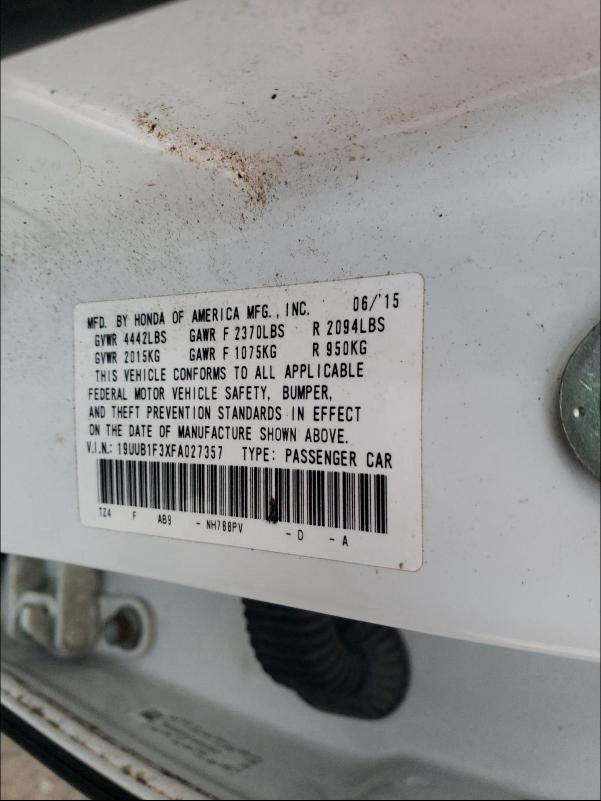 MFD. BY HONDA OF AMERICA MFG., INC. 06/'15
GVWR 4442LBS GAWR F 2370LBS R 2094LBS
GVWR 2015KG GAWR F 1075KG R 950KG
THIS VEHICLE CONFORMS TO ALL APPLICABLE
FEDERAL MOTOR VEHICLE SAFETY, BUMPER,
AND THEFT PREVENTION STANDARDS IN EFFECT
ON THE DATE OF MANUFACTURE SHOWN ABOVE.
V.I.N.: 19UUB1F3XFA027357 TYPE: PASSENGER CAR
TZ4 F AB9 - NH788PV - D - A